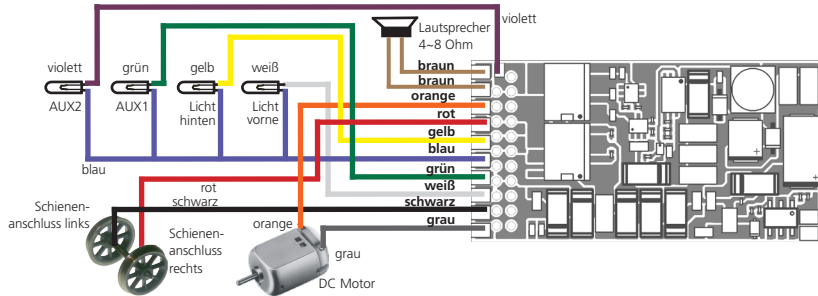 violett
Lautsprecher
4~8 Ohm
violett
grün
gelb
weiß
AUX2
AUX1
Licht
hinten
Licht
vorne
braun
braun
orange
rot
gelb
blau
grün
weiß
schwarz
grau
blau
rot
schwarz
Schienen-
anschluss links
Schienen-
anschluss
rechts
orange
grau
DC Motor